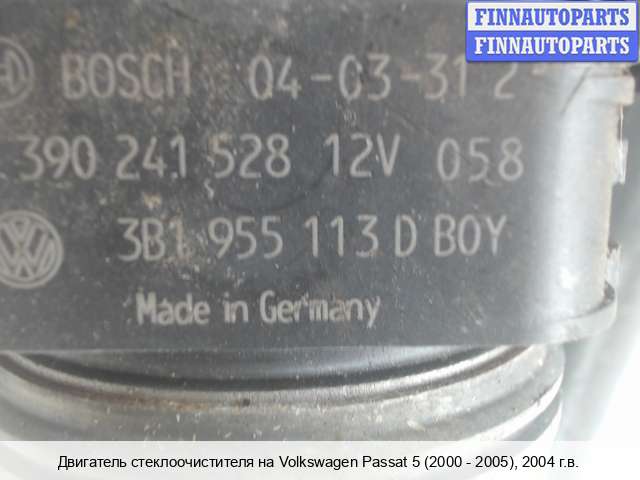 FINNAUTOPARTS
FINNAUTOPARTS
BOSCH 04-03-31 2
390 241 528 12V 058
3B1 955 113 D BOY
Made in Germany
Двигатель стеклоочистителя на Volkswagen Passat 5 (2000 - 2005), 2004 г.в.